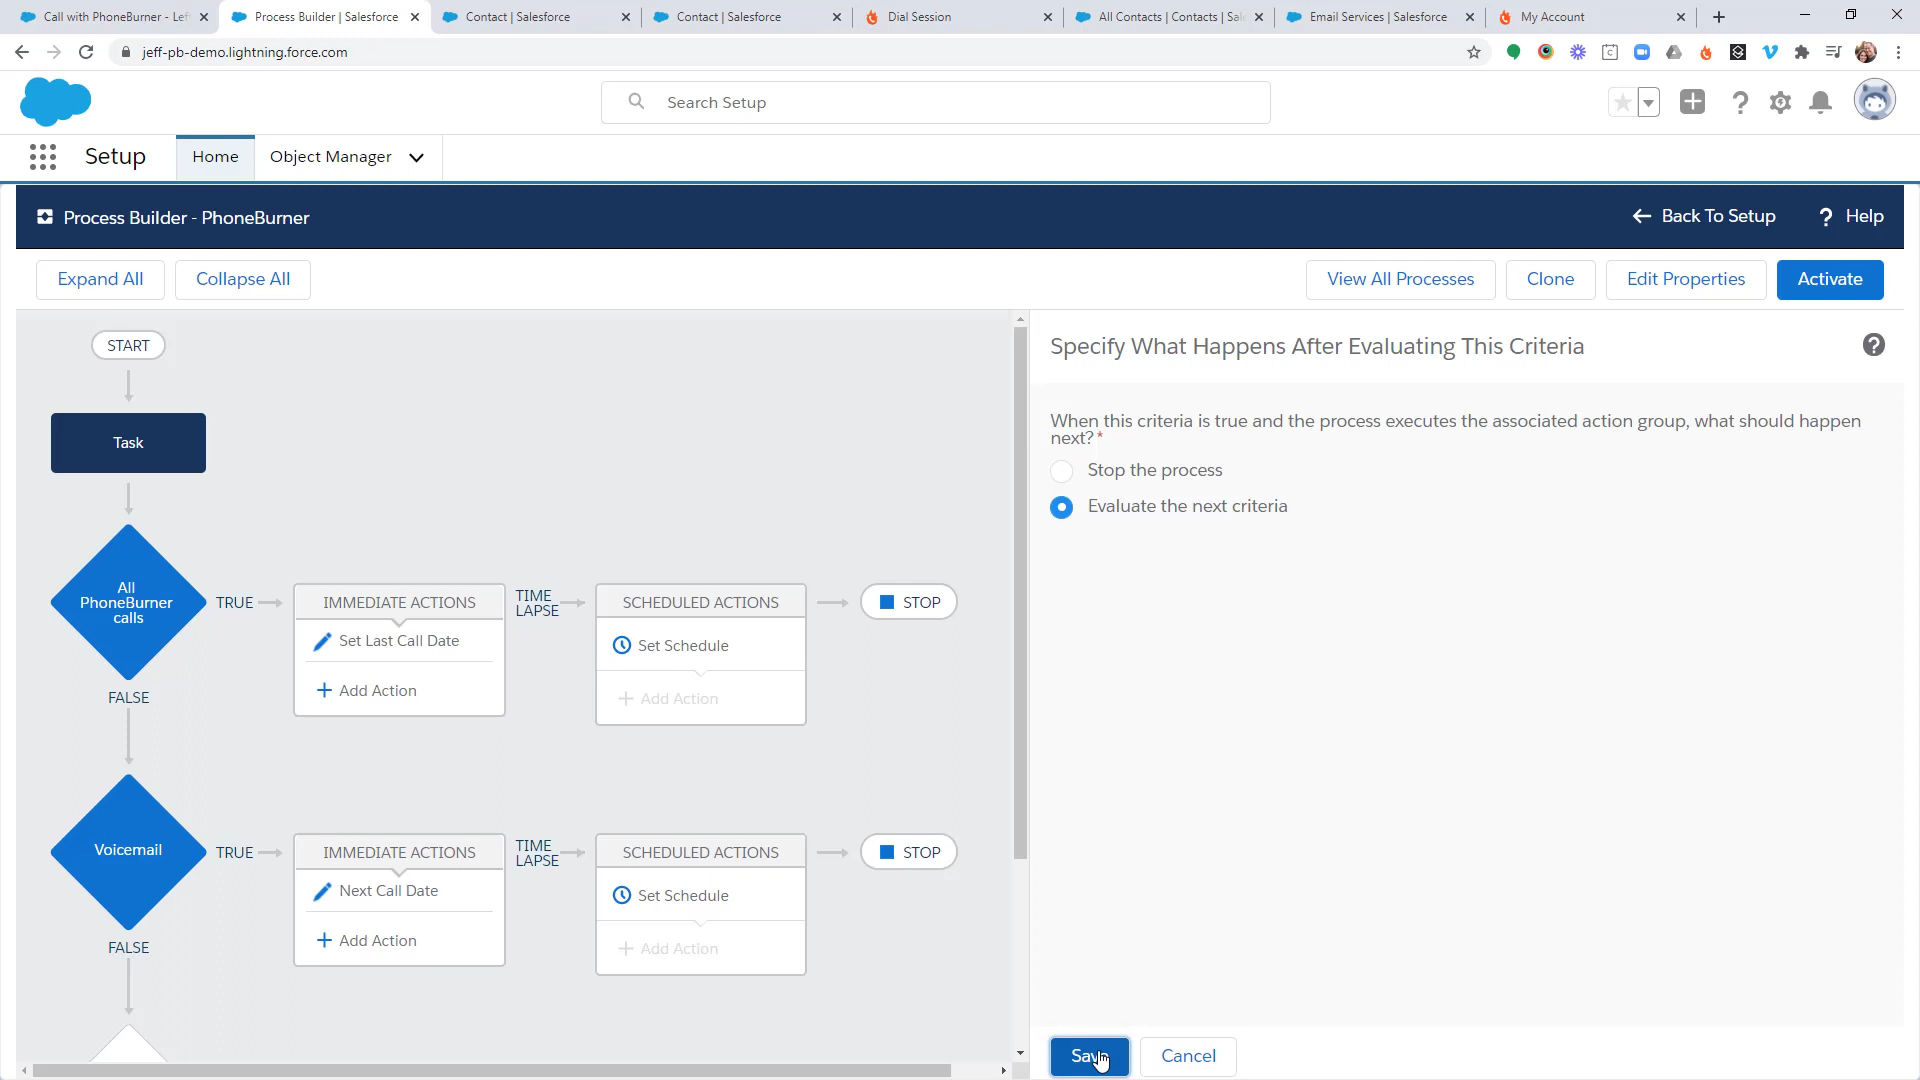 Call with PhoneBurner - Left
Process Builder | Salesforce
Contact | Salesforce
Contact | Salesforce
Dial Session
All Contacts | Contacts | Sal
Email Services | Salesforce
My Account
jeff-pb-demo.lightning.force.com
Search Setup
Setup
Home
Object Manager
Process Builder - PhoneBurner
Back To Setup
? Help
Expand All
Collapse All
View All Processes
Clone
Edit Properties
Activate
START
Task
All
PhoneBurner
calls
TRUE
IMMEDIATE ACTIONS
Set Last Call Date
+ Add Action
TIME
LAPSE
SCHEDULED ACTIONS
Set Schedule
+ Add Action
STOP
FALSE
Voicemail
TRUE
IMMEDIATE ACTIONS
Next Call Date
+ Add Action
TIME
LAPSE
SCHEDULED ACTIONS
Set Schedule
+ Add Action
STOP
FALSE
Specify What Happens After Evaluating This Criteria
When this criteria is true and the process executes the associated action group, what should happen
next? *
Stop the process
Evaluate the next criteria
Save
Cancel